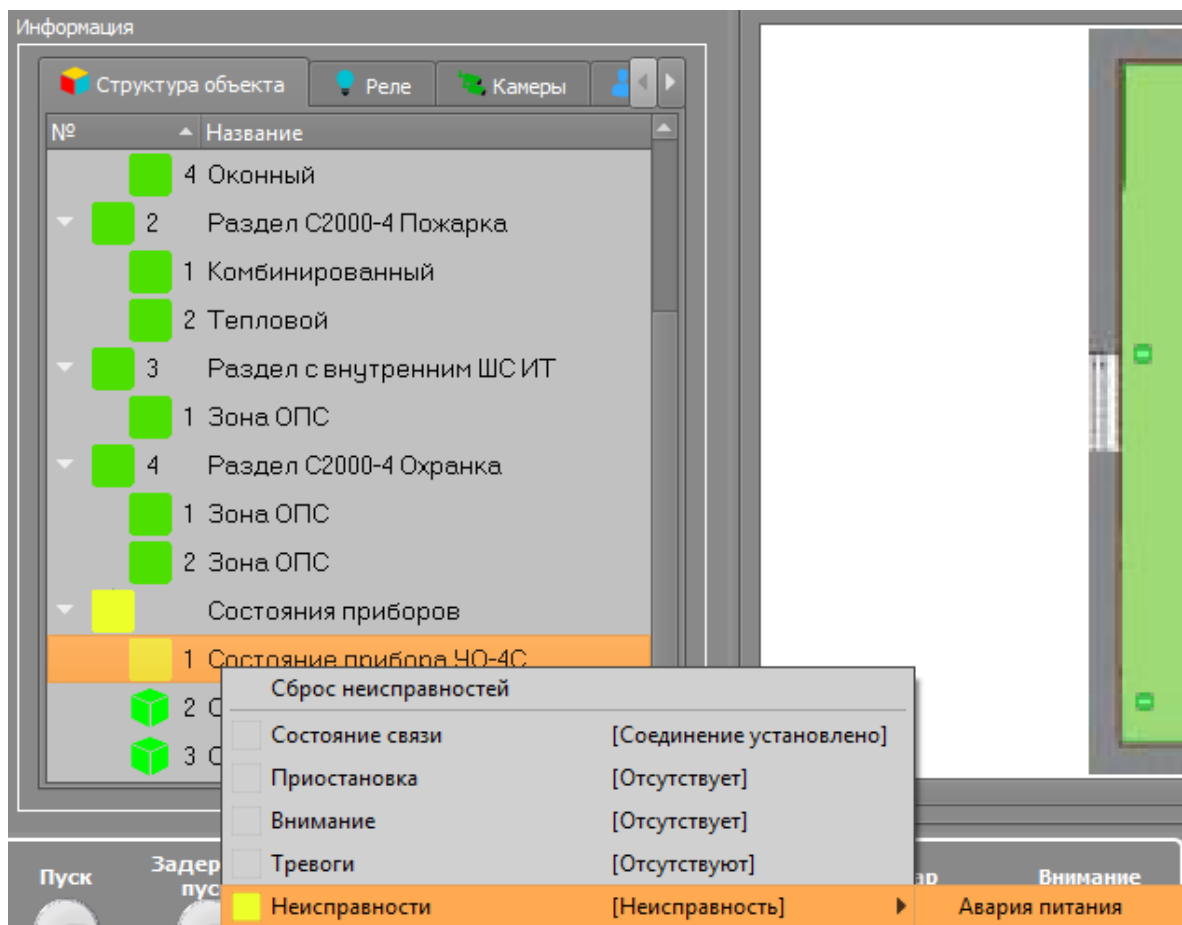 Информация
Структура объекта Реле Камеры
№ Название
4 Оконный
2 Раздел С2000-4 Пожарка
1 Комбинированный
2 Тепловой
3 Раздел с внутренним ШС ИТ
1 Зона ОПС
4 Раздел С2000-4 Охранка
1 Зона ОПС
2 Зона ОПС
Состояния приборов
1 Состояние прибора УО-4С
2 С
3 С
Сброс неисправностей
Состояние связи [Соединение установлено]
Приостановка [Отсутствует]
Внимание [Отсутствует]
Тревоги [Отсутствуют]
Неисправности [Неисправность] Авария питания
Пуск
Внимание